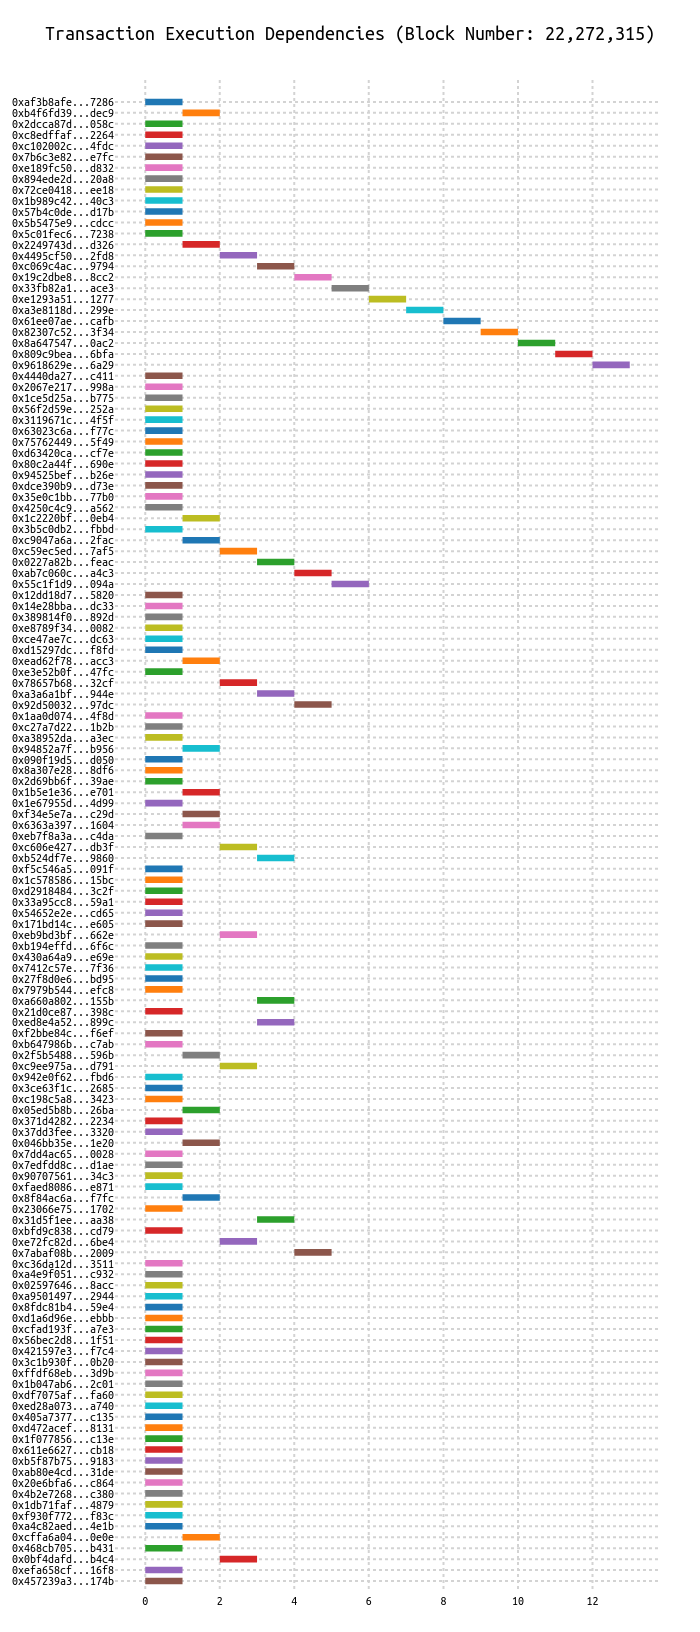 Transaction Execution Dependencies (Block Number: 22,272,315)
0xaf3b8afe...7286
0xb4f6fd39...dec9
0x2dcca87d...058c
0xc8edffaf...2264
0xc102002c...4fdc
0x7b6c3e82...e7fc
0xe189fc50...d832
0x894ede2d...20a8
0x72ce0418...ee18
0x1b989c42...40c3
0x57b4c0de...d17b
0x5b5475e9...cdcc
0x5c01fec6...7238
0x2249743d...d326
0x4495cf50...2fd8
0xc069c4ac...9794
0x19c2dbe8...8cc2
0x33fb82a1...ace3
0xe1293a51...1277
0xa3e8118d...299e
0x61ee07ae...cafb
0x82307c52...3f34
0x8a647547...0ac2
0x809c9bea...6bfa
0x9618629e...6a29
0x4440da27...c411
0x2067e217...998a
0x1ce5d25a...b775
0x56f2d59e...252a
0x3119671c...4f5f
0x63023c6a...f77c
0x75762449...5f49
0xd63420ca...cf7e
0x80c2a44f...690e
0x94525bef...b26e
0xdce390b9...d73e
0x35e0c1bb...77b0
0x4250c4c9...a562
0x1c2220bf...0eb4
0x3b5c0db2...fbbd
0xc9047a6a...2fac
0xc59ec5ed...7af5
0x0227a82b...feac
0xab7c060c...a4c3
0x55c1f1d9...094a
0x12dd18d7...5820
0x14e28bba...dc33
0x389814f0...892d
0xe8789f34...0082
0xce47ae7c...dc63
0xd15297dc...f8fd
0xead62f78...acc3
0xe3e52b0f...47fc
0x78657b68...32cf
0xa3a6a1bf...944e
0x92d50032...97dc
0x1aa0d074...4f8d
0xc27a7d22...1b2b
0xa38952da...a3ec
0x94852a7f...b956
0x090f19d5...d050
0x8a307e28...8df6
0x2d69bb6f...39ae
0x1b5e1e36...e701
0x1e67955d...4d99
0xf34e5e7a...c29d
0x6363a397...1604
0xeb7f8a3a...c4da
0xc606e427...db3f
0xb524df7e...9860
0xf5c546a5...091f
0x1c578586...15bc
0xd2918484...3c2f
0x33a95cc8...59a1
0x54652e2e...cd65
0x171bd14c...e605
0xeb9bd3bf...662e
0xb194effd...6f6c
0x430a64a9...e69e
0x7412c57e...7f36
0x27f8d0e6...bd95
0x7979b544...efc8
0xa660a802...155b
0x21d0ce87...398c
0xed8e4a52...899c
0xf2bbe84c...f6ef
0xb647986b...c7ab
0x2f5b5488...596b
0xc9ee975a...d791
0x942e0f62...fbd6
0x3ce63f1c...2685
0xc198c5a8...3423
0x05ed5b8b...26ba
0x371d4282...2234
0x37dd3fee...3320
0x046bb35e...1e20
0x7dd4ac65...0028
0x7edfdd8c...d1ae
0x90707561...34c3
0xfaed8086...e871
0x8f84ac6a...f7fc
0x23066e75...1702
0x31d5f1ee...aa38
0xbfd9c838...cd79
0xe72fc82d...6be4
0x7abaf08b...2009
0xc36da12d...3511
0xa4e9f051...c932
0x02597646...8acc
0xa9501497...2944
0x8fdc81b4...59e4
0xd1a6d96e...ebbb
0xcfad193f...a7e3
0x56bec2d8...1f51
0x421597e3...f7c4
0x3c1b930f...0b20
0xffdf68eb...3d9b
0x1b047ab6...2c01
0xdf7075af...fa60
0xed28a073...a740
0x405a7377...c135
0xd472acef...8131
0x1f077856...c13e
0x611e6627...cb18
0xb5f87b75...9183
0xab80e4cd...31de
0x20e6bfa6...c864
0x4b2e7268...c380
0x1db71faf...4879
0xf930f772...f83c
0xa4c82aed...4e1b
0xcffa6a04...0e0e
0x468cb705...b431
0x0bf4dafd...b4c4
0xefa658cf...16f8
0x457239a3...174b
0 2 4 6 8 10 12